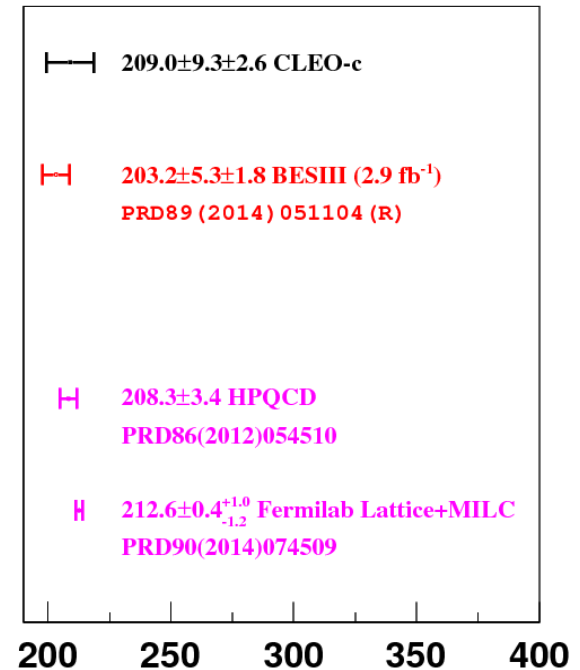 209.0±9.3±2.6 CLEO-c
203.2±5.3±1.8 BESIII (2.9 fb⁻¹)
PRD89(2014)051104(R)
208.3±3.4 HPQCD
PRD86(2012)054510
212.6±0.4⁺¹·⁰₋₁.₂ Fermilab Lattice+MILC
PRD90(2014)074509
200 250 300 350 400